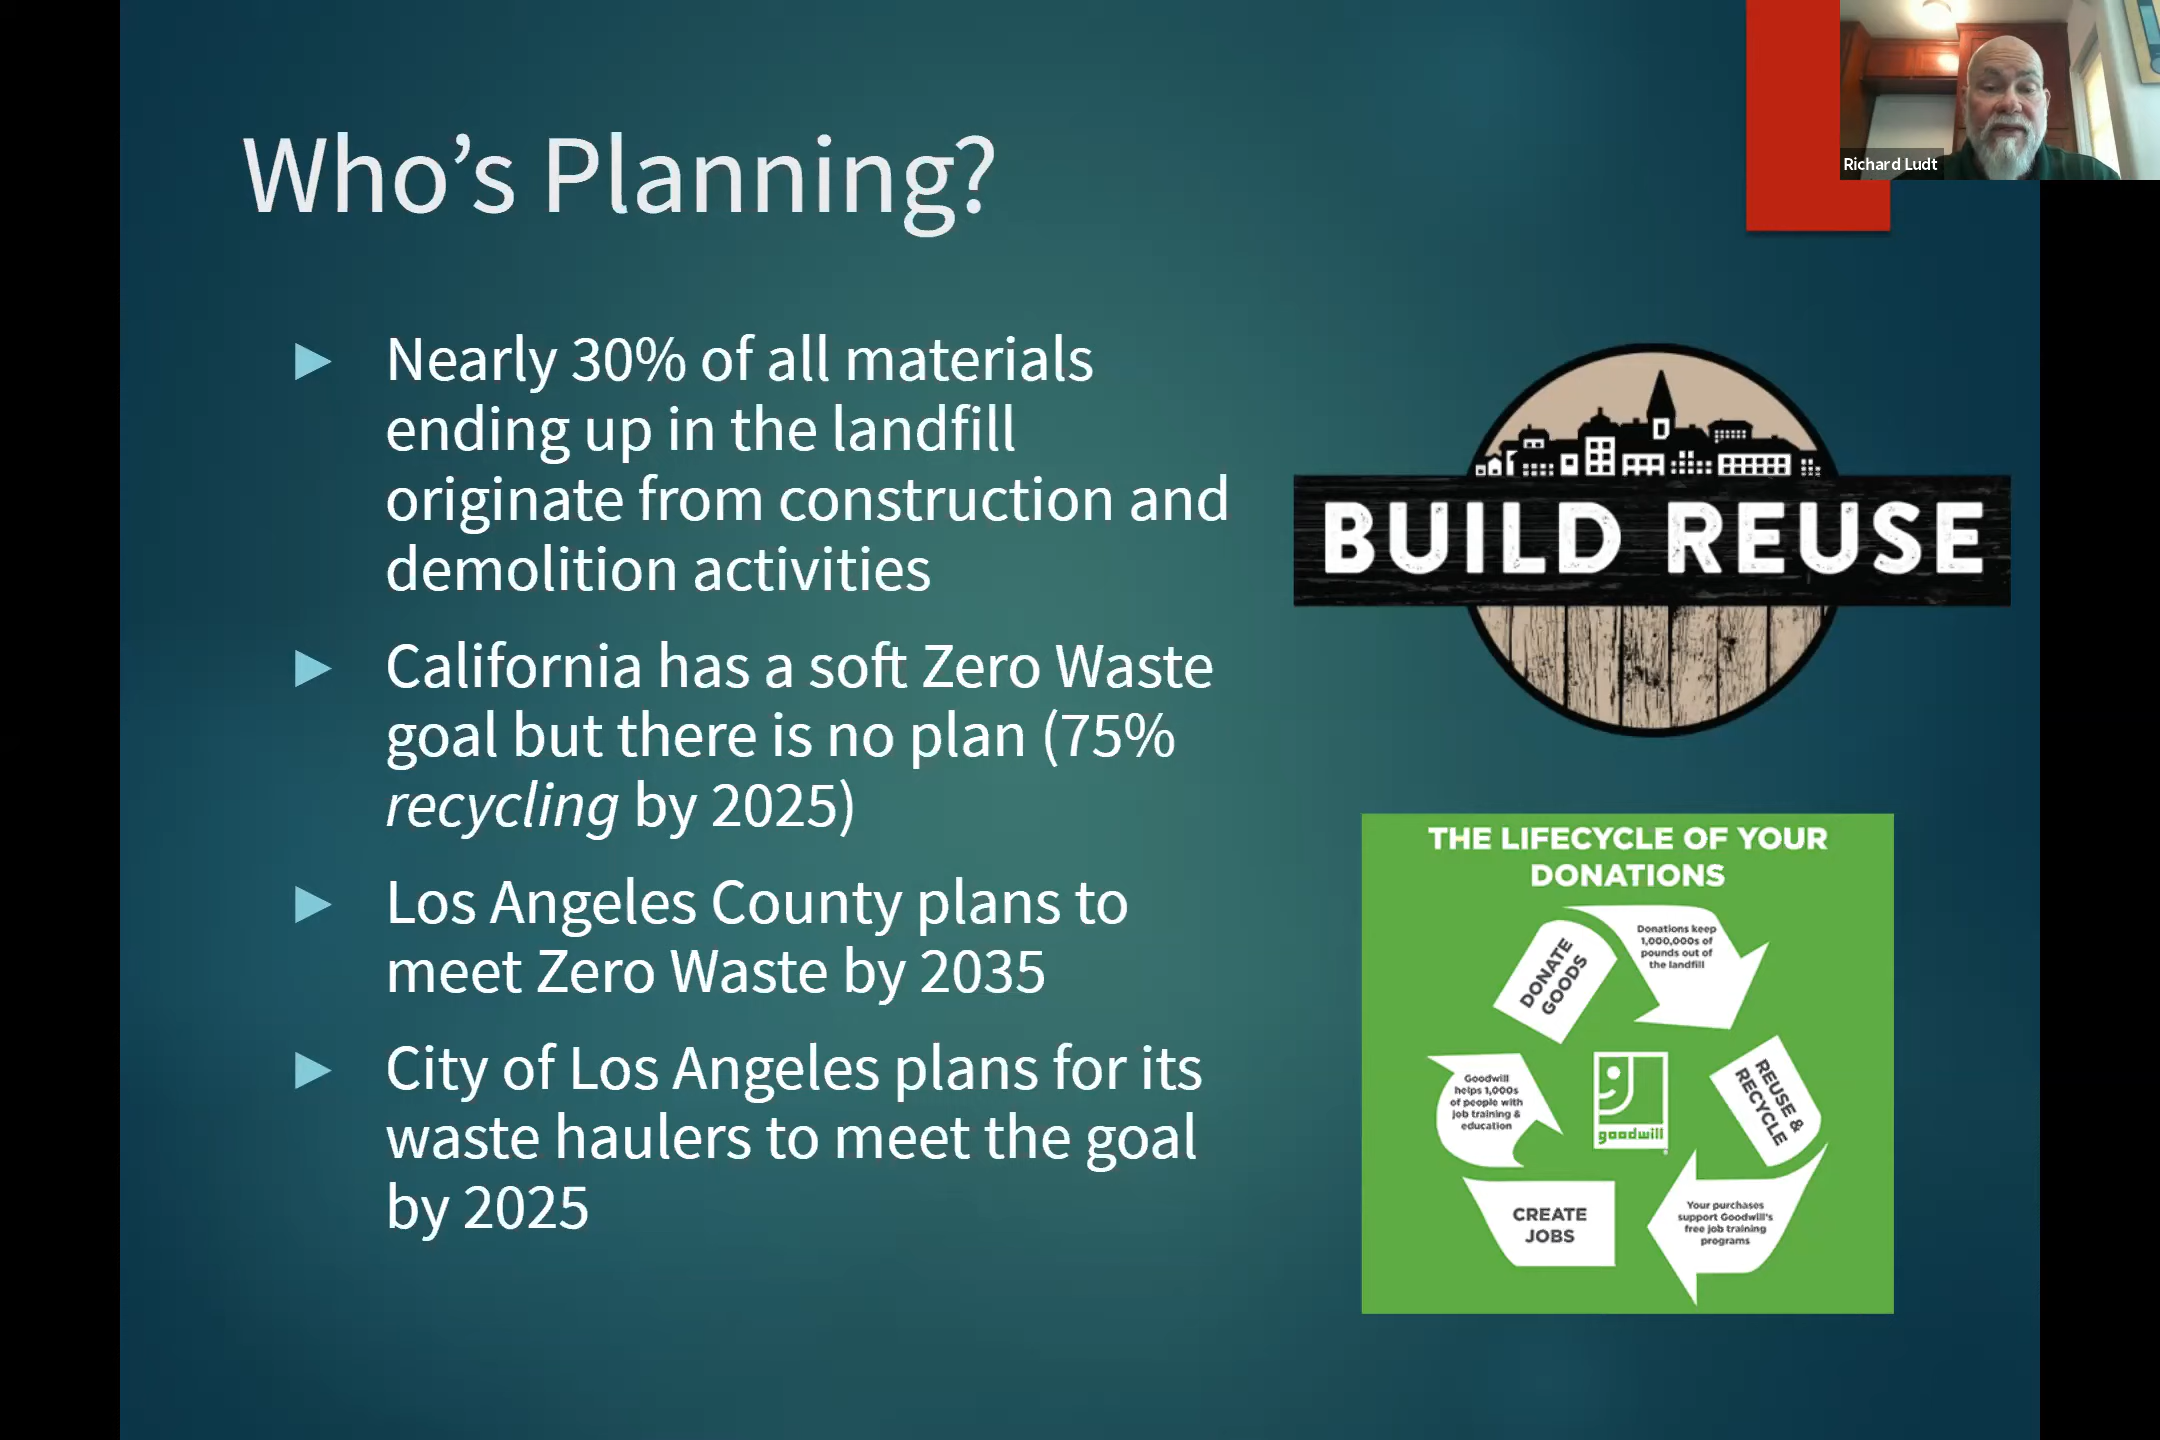 Richard Ludt
Who's Planning?
Nearly 30% of all materials
ending up in the landfill
originate from construction and
demolition activities
California has a soft Zero Waste
goal but there is no plan (75%
recycling by 2025)
Los Angeles County plans to
meet Zero Waste by 2035
City of Los Angeles plans for its
waste haulers to meet the goal
by 2025
BUILD REUSE
THE LIFECYCLE OF YOUR
DONATIONS
DONATE
GOODS
Donations keep
1,000,000s of
pounds out of
the landfill
REUSE &
RECYCLE
Your purchases
support Goodwill's
free job training
programs
CREATE
JOBS
Goodwill
helps 1,000s
of people with
job training &
education
goodwill